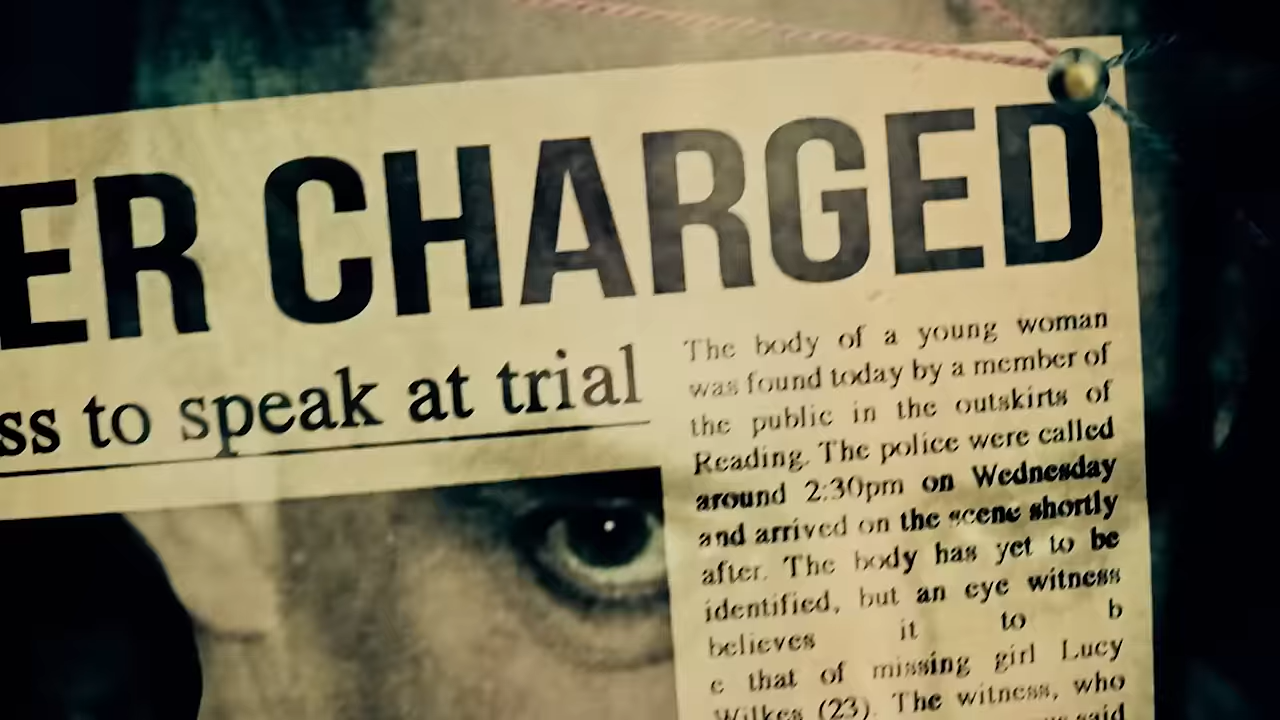 ER CHARGED
ss to speak at trial
The body of a young woman
was found today by a member of
the public in the outskirts of
Reading. The police were called
around 2:30pm on Wednesday
and arrived on the scene shortly
after. The body has yet to be
identified, but an eye witness
believes it to b
e that of missing girl Lucy
Wilkes (23). The witness, who
said